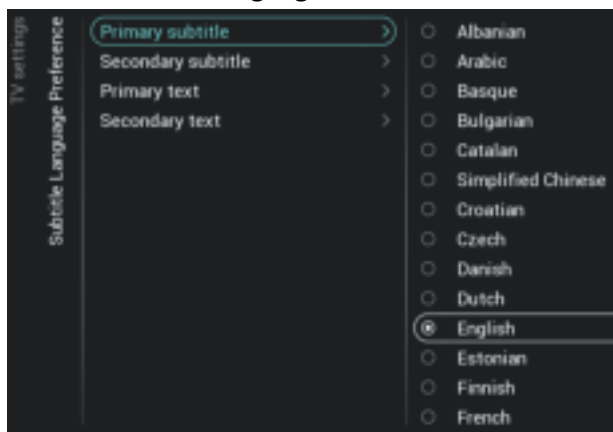 TV settings
Subtitle Language Preference
Primary subtitle
Secondary subtitle
Primary text
Secondary text
Albanian
Arabic
Basque
Bulgarian
Catalan
Simplified Chinese
Croatian
Czech
Danish
Dutch
English
Estonian
Finnish
French